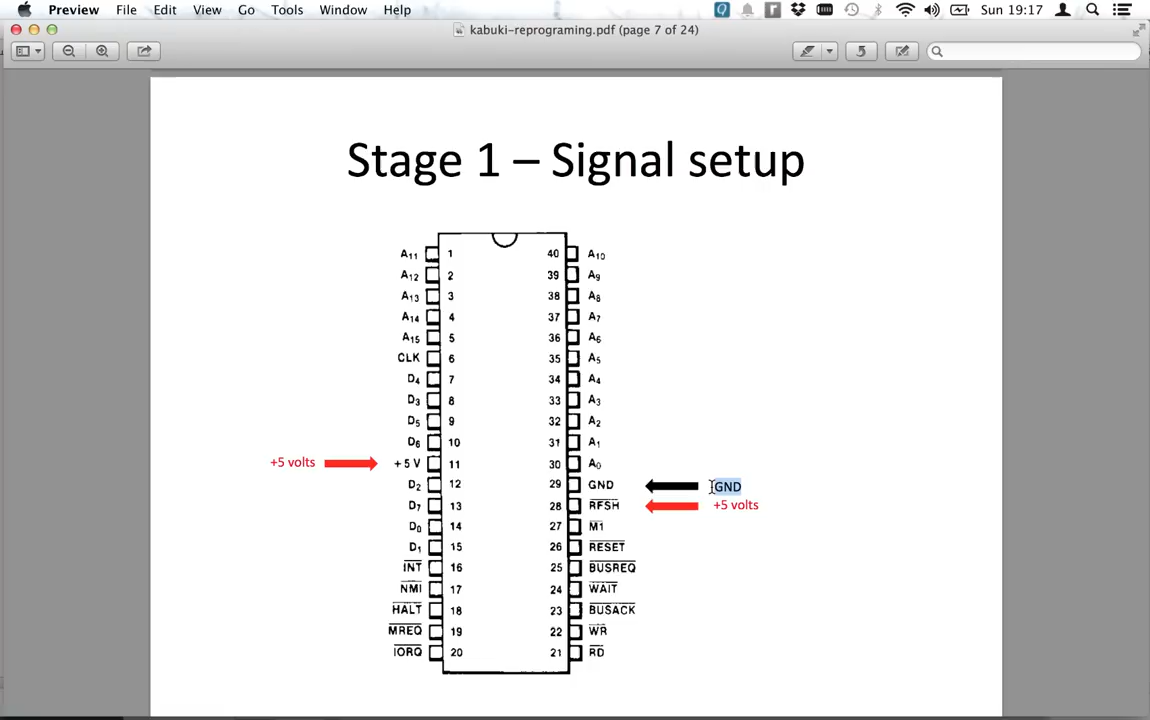 Preview File Edit View Go Tools Window Help Sun 19:17
kabuki-reprograming.pdf (page 7 of 24)
Stage 1 – Signal setup
A11 1 40 A10
A12 2 39 A9
A13 3 38 A8
A14 4 37 A7
A15 5 36 A6
CLK 6 35 A5
D4 7 34 A4
D3 8 33 A3
D5 9 32 A2
D6 10 31 A1
+5 volts +5V 11 30 A0
D2 12 29 GND GND
D7 13 28 RFSH +5 volts
D0 14 27 M1
D1 15 26 RESET
INT 16 25 BUSREQ
NMI 17 24 WAIT
HALT 18 23 BUSACK
MREQ 19 22 WR
IORQ 20 21 RD